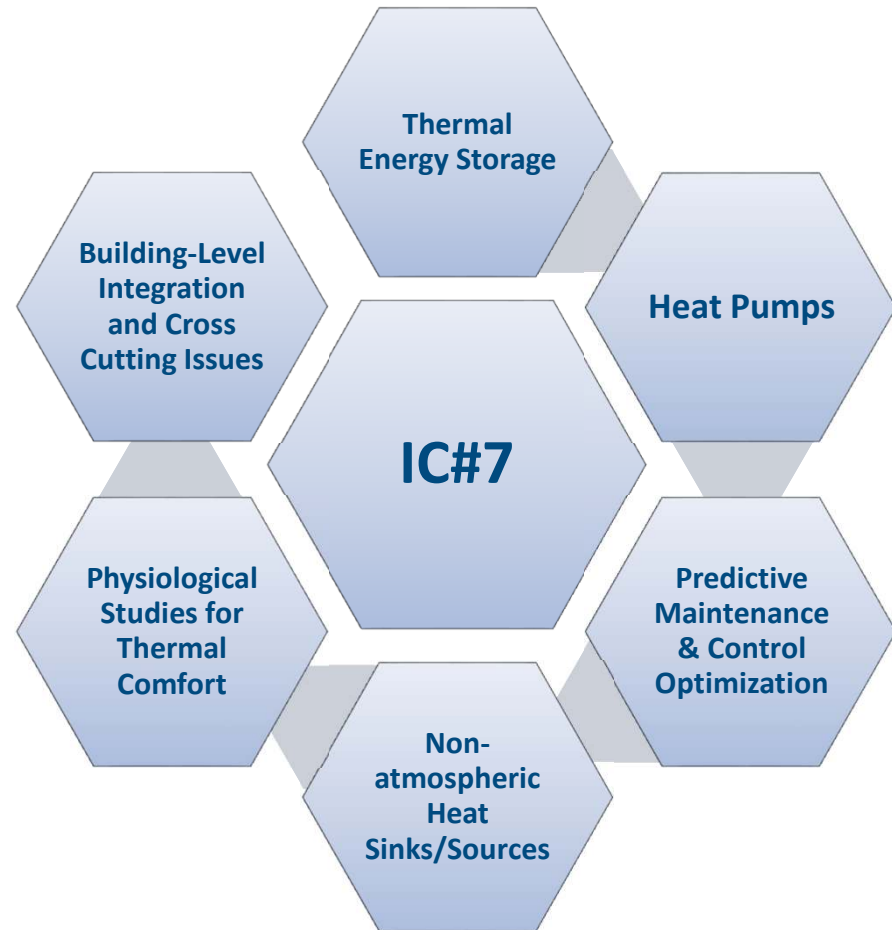 Thermal
Energy Storage
Building-Level
Integration
and Cross
Cutting Issues
Heat Pumps
IC#7
Physiological
Studies for
Thermal
Comfort
Predictive
Maintenance
& Control
Optimization
Non-
atmospheric
Heat
Sinks/Sources